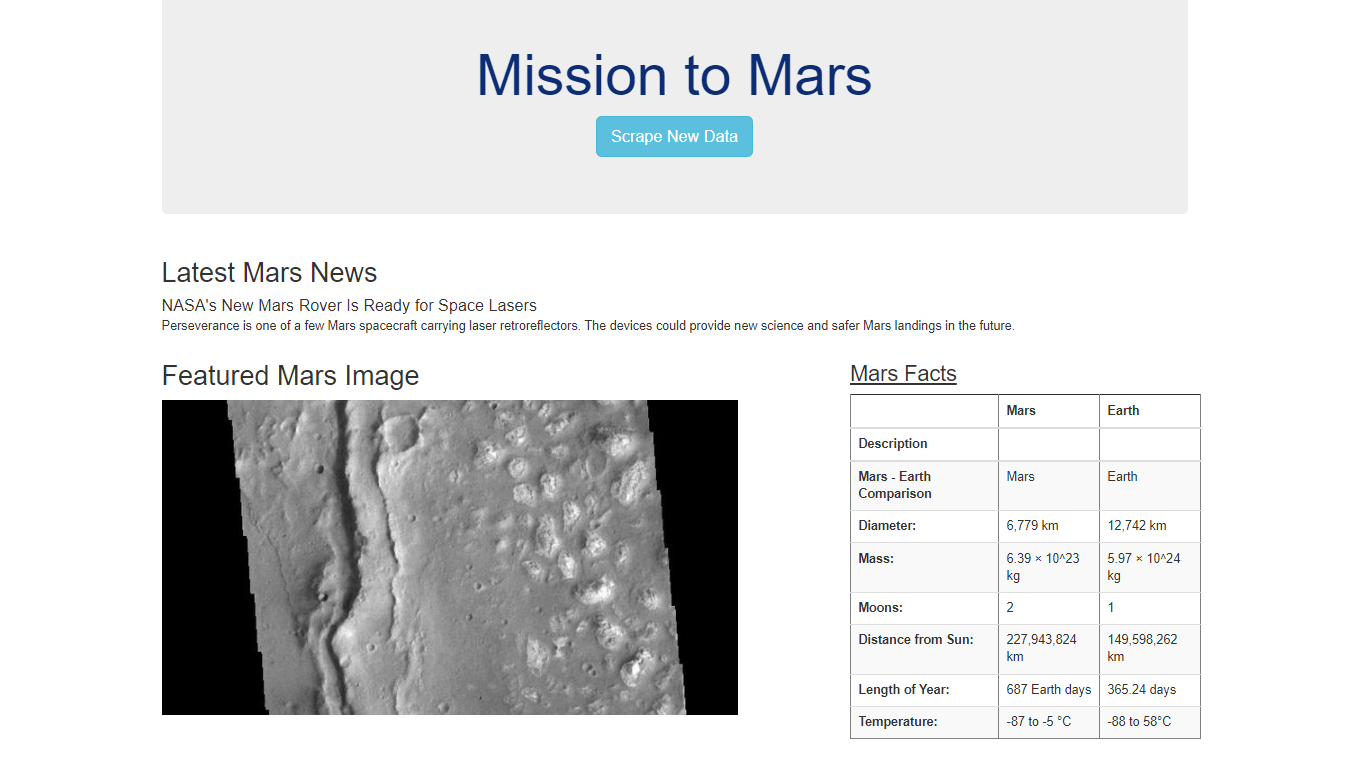 Mission to Mars
Scrape New Data
Latest Mars News
NASA's New Mars Rover Is Ready for Space Lasers
Perseverance is one of a few Mars spacecraft carrying laser retroreflectors. The devices could provide new science and safer Mars landings in the future.
Featured Mars Image
Mars Facts
Mars Earth
Description
Mars - Earth Comparison Mars Earth
Diameter: 6,779 km 12,742 km
Mass: 6.39 × 10^23 kg 5.97 × 10^24 kg
Moons: 2 1
Distance from Sun: 227,943,824 km 149,598,262 km
Length of Year: 687 Earth days 365.24 days
Temperature: -87 to -5 °C -88 to 58°C